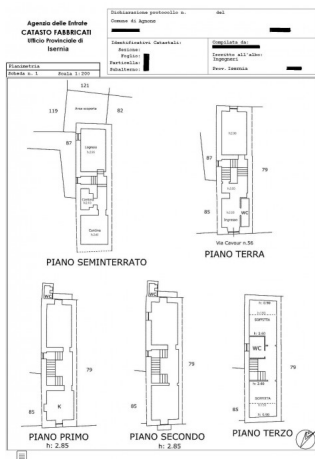 Agenzia delle Entrate
CATASTO FABBRICATI
Ufficio Provinciale di
Isernia
Dichiarazione protocollo n. del
Comune di Agnone
Identificativi Catastali:
Sezione:
Foglio:
Particella:
Subalterno:
Compilata da:
Iscritto all'albo:
Ingegneri
Prov. Isernia
Planimetria
Scheda n. 1 Scala 1:200
121
119
82
87
Cantina
PIANO SEMINTERRATO
87
79
85
WC
Ingresso
Via Cavour n.56
PIANO TERRA
WC
79
85
K
PIANO PRIMO
h: 2.85
WC
79
85
PIANO SECONDO
h: 2.85
SOFFITTA
WC
79
85
SOFFITTA
PIANO TERZO